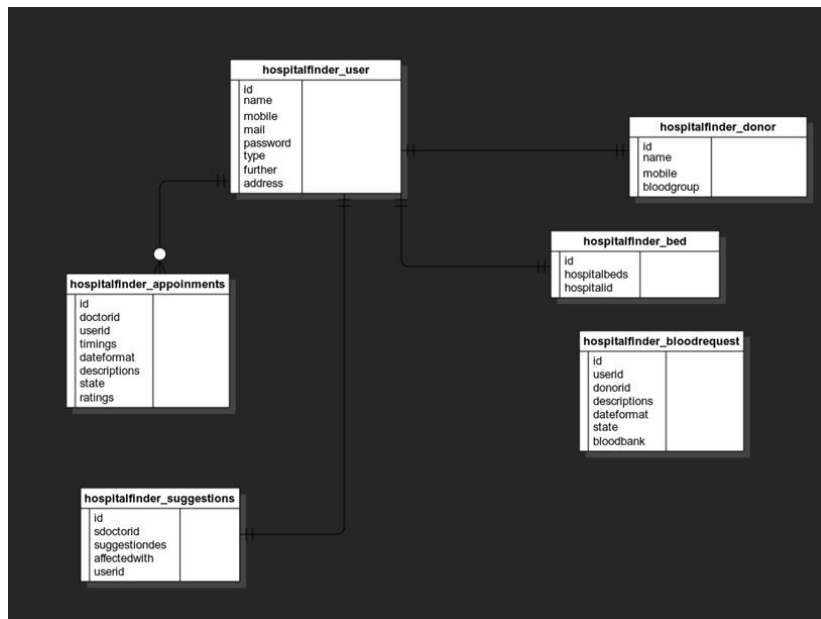 hospitalfinder_user
id
name
mobile
mail
password
type
further
address
hospitalfinder_donor
id
name
mobile
bloodgroup
hospitalfinder_bed
id
hospitalbeds
hospitalid
hospitalfinder_appoinments
id
doctorid
userid
timings
dateformat
descriptions
state
ratings
hospitalfinder_bloodrequest
id
userid
donorid
descriptions
dateformat
state
bloodbank
hospitalfinder_suggestions
id
sdoctorid
suggestiondes
affectedwith
userid